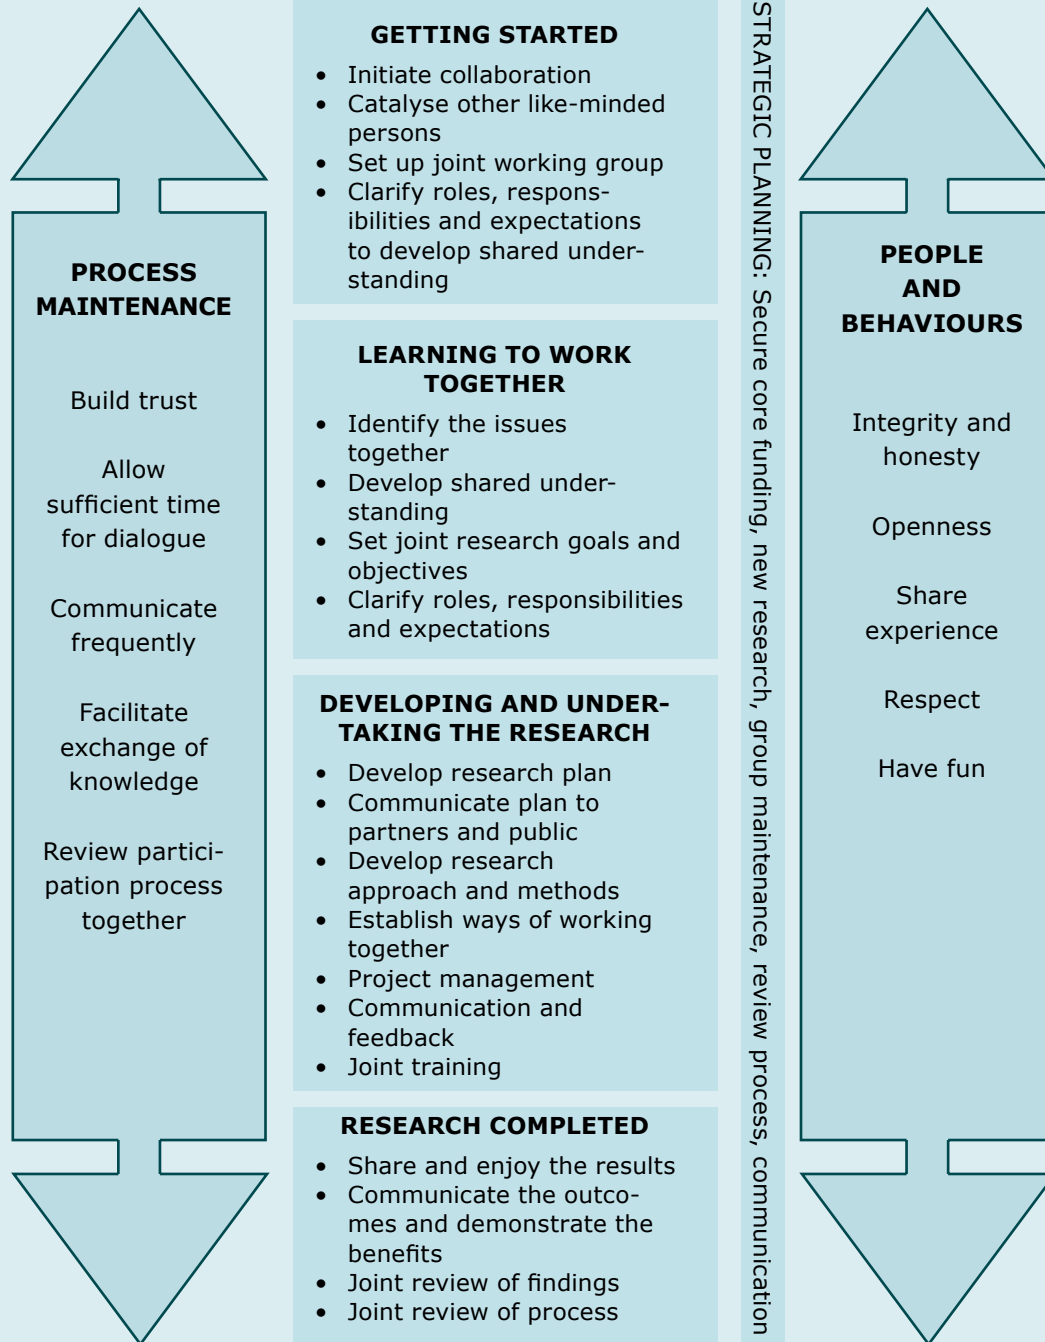 PROCESS
MAINTENANCE
Build trust
Allow
sufficient time
for dialogue
Communicate
frequently
Facilitate
exchange of
knowledge
Review partici-
pation process
together
GETTING STARTED
• Initiate collaboration
• Catalyse other like-minded
persons
• Set up joint working group
• Clarify roles, respons-
ibilities and expectations
to develop shared under-
standing
LEARNING TO WORK
TOGETHER
• Identify the issues
together
• Develop shared under-
standing
• Set joint research goals and
objectives
• Clarify roles, responsibilities
and expectations
DEVELOPING AND UNDER-
TAKING THE RESEARCH
• Develop research plan
• Communicate plan to
partners and public
• Develop research
approach and methods
• Establish ways of working
together
• Project management
• Communication and
feedback
• Joint training
RESEARCH COMPLETED
• Share and enjoy the results
• Communicate the outco-
mes and demonstrate the
benefits
• Joint review of findings
• Joint review of process
STRATEGIC PLANNING: Secure core funding, new research, group maintenance, review process, communication
PEOPLE
AND
BEHAVIOURS
Integrity and
honesty
Openness
Share
experience
Respect
Have fun